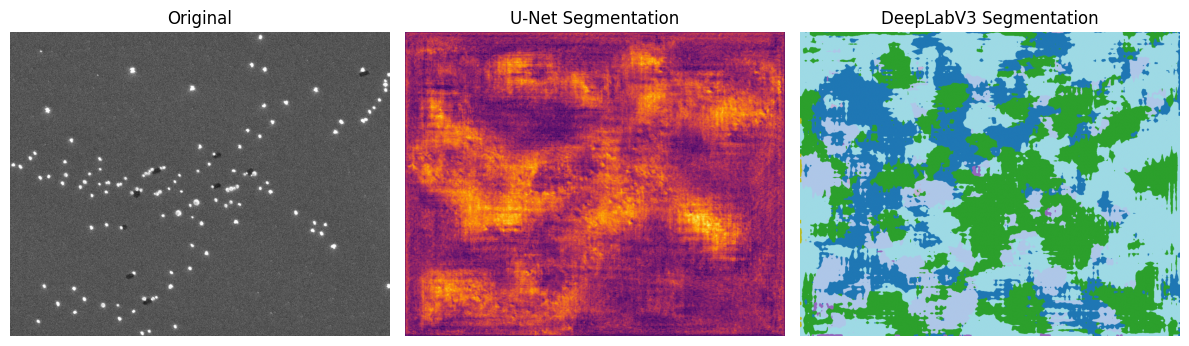 Original
U-Net Segmentation
DeepLabV3 Segmentation